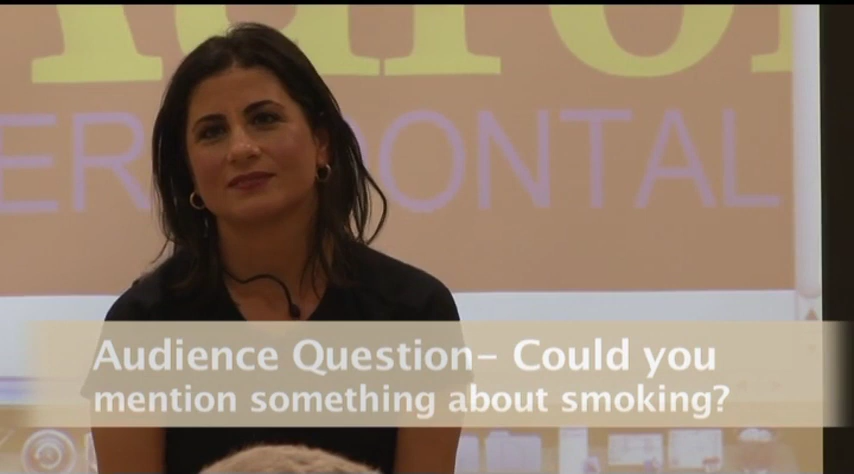 ERIODONTAL
Audience Question- Could you
mention something about smoking?